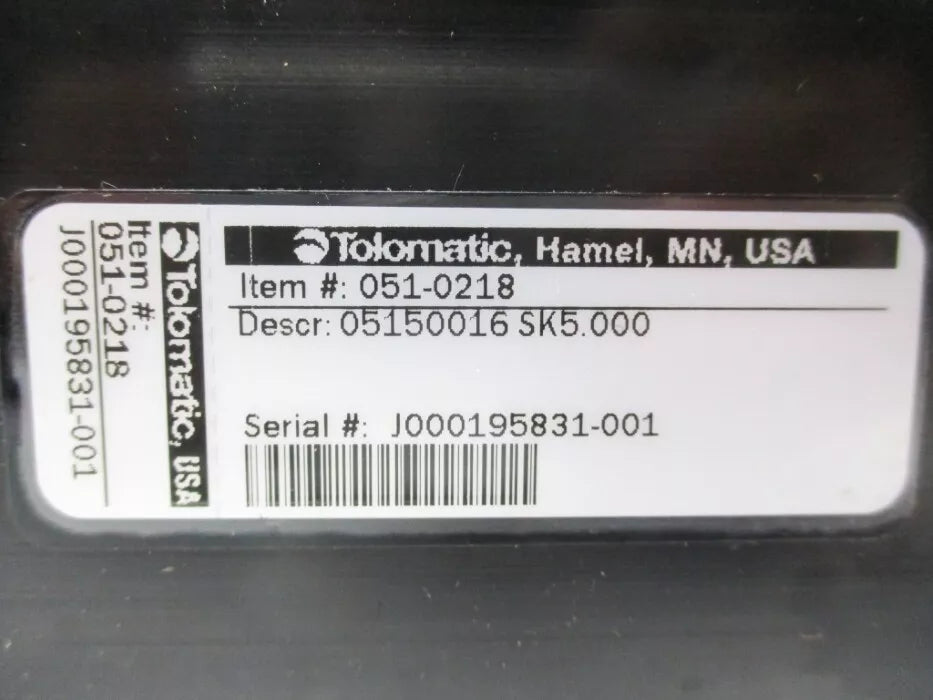 Tolomatic, Hamel, MN, USA
Item #: 051-0218
Descr: 05150016 SK5.000
Serial #: J000195831-001
Tolomatic, USA
Item #:
051-0218
J000195831-001